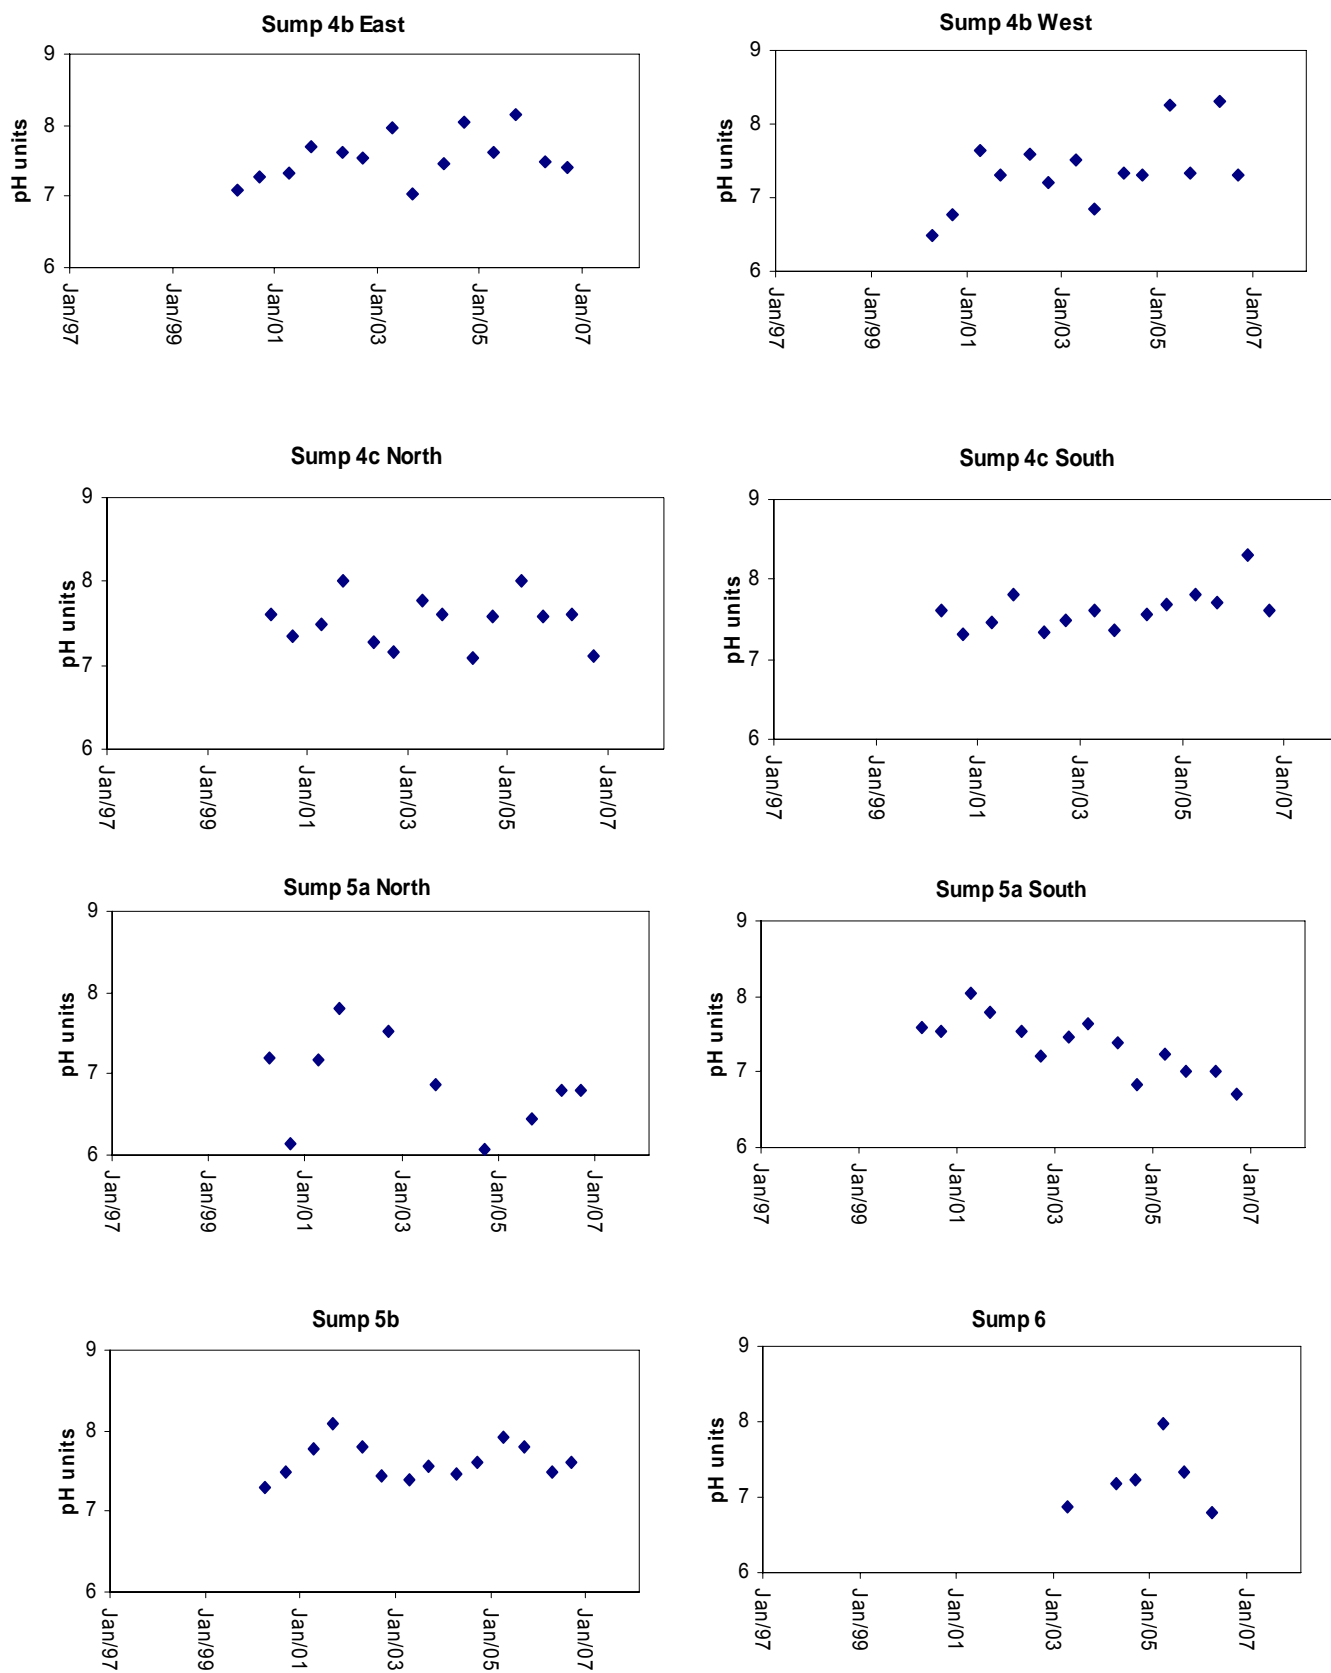 Sump 4b East
9
8
7
6
pH units
Jan/97
Jan/99
Jan/01
Jan/03
Jan/05
Jan/07
Sump 4b West
9
8
7
6
pH units
Jan/97
Jan/99
Jan/01
Jan/03
Jan/05
Jan/07
Sump 4c North
9
8
7
6
pH units
Jan/97
Jan/99
Jan/01
Jan/03
Jan/05
Jan/07
Sump 4c South
9
8
7
6
pH units
Jan/97
Jan/99
Jan/01
Jan/03
Jan/05
Jan/07
Sump 5a North
9
8
7
6
pH units
Jan/97
Jan/99
Jan/01
Jan/03
Jan/05
Jan/07
Sump 5a South
9
8
7
6
pH units
Jan/97
Jan/99
Jan/01
Jan/03
Jan/05
Jan/07
Sump 5b
9
8
7
6
pH units
Jan/97
Jan/99
Jan/01
Jan/03
Jan/05
Jan/07
Sump 6
9
8
7
6
pH units
Jan/97
Jan/99
Jan/01
Jan/03
Jan/05
Jan/07